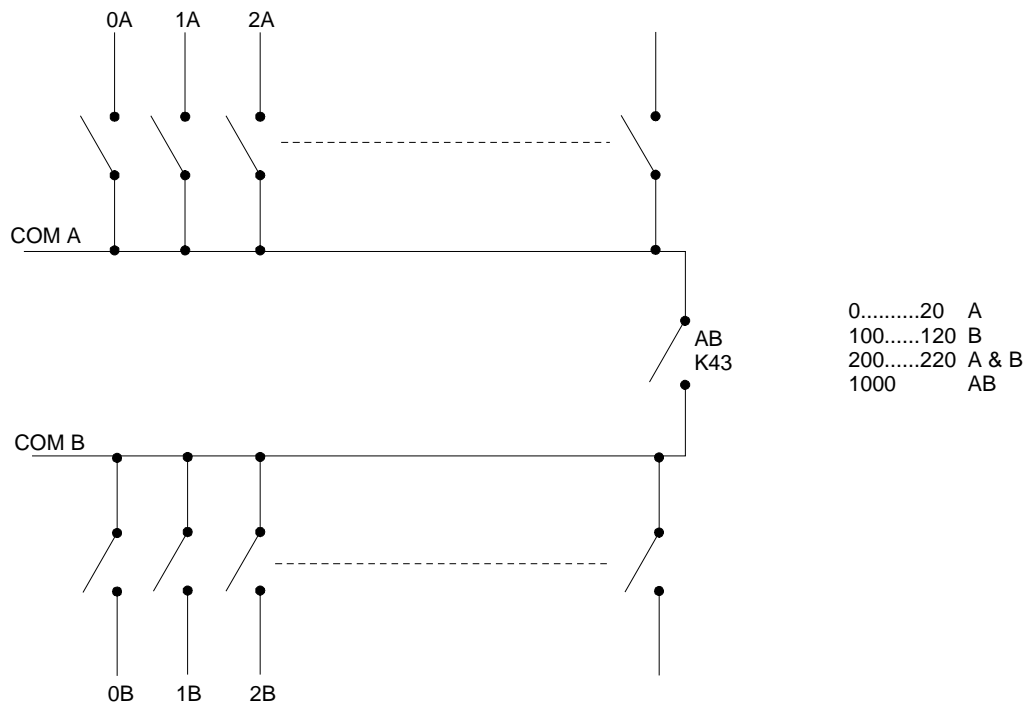 0A 1A 2A
COM A
AB
K43
0..........20 A
100......120 B
200......220 A & B
1000 AB
COM B
0B 1B 2B